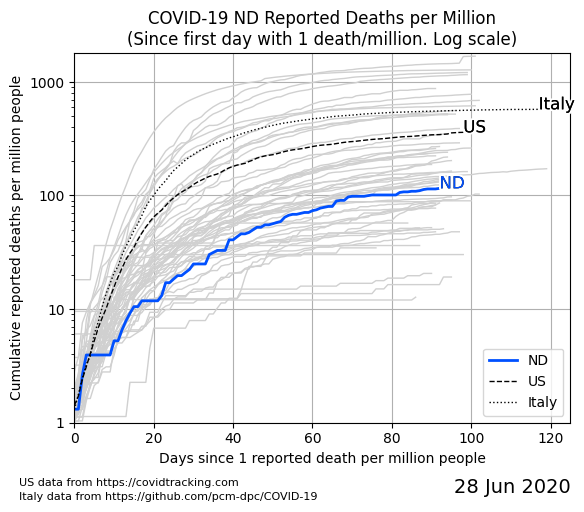 COVID-19 ND Reported Deaths per Million
(Since first day with 1 death/million. Log scale)
Cumulative reported deaths per million people
1000
100
10
1
Italy
US
ND
ND
US
Italy
0 20 40 60 80 100 120
Days since 1 reported death per million people
US data from https://covidtracking.com
Italy data from https://github.com/pcm-dpc/COVID-19
28 Jun 2020